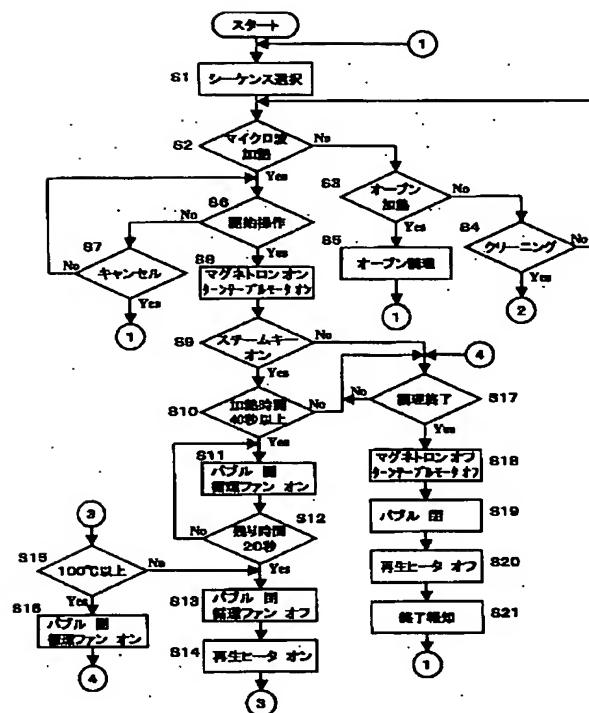 スタート
1
S1
シーケンス選択
S2
マイクロ波
加熱
No
Yes
S3
オーブン
加熱
No
Yes
S4
クリーニング
No
Yes
2
S5
オーブン調理
1
S6
開始操作
No
Yes
S7
キャンセル
No
Yes
1
S8
マグネトロン オン
ターンテーブルモータ オン
S9
スチームキー
オン
No
Yes
4
S10
加熱時間
40秒以上
No
Yes
S17
調理終了
No
Yes
S11
バブル 開
循環ファン オン
S12
残与時間
20秒
No
Yes
S18
マグネトロン オフ
ターンテーブルモータ オフ
S19
バブル 閉
S20
再生ヒータ オフ
S21
終了報知
1
3
S15
100℃以上
No
Yes
S16
バブル 開
循環ファン オン
4
S13
バブル 閉
循環ファン オフ
S14
再生ヒータ オン
3